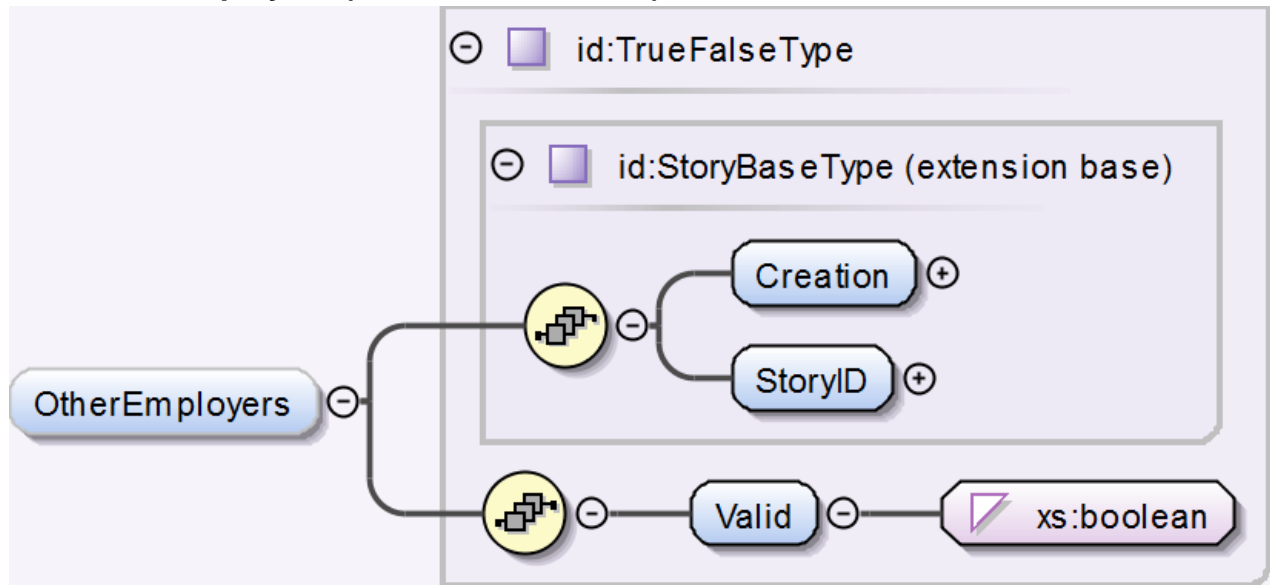 id:TrueFalseType
id:StoryBaseType (extension base)
Creation
StoryID
OtherEmployers
Valid
xs:boolean